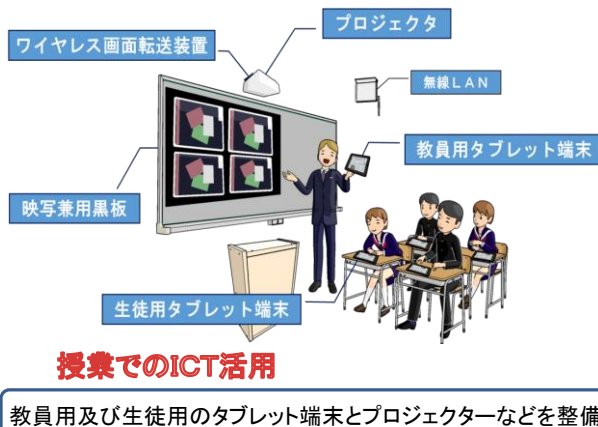 プロジェクタ
ワイヤレス画面転送装置
無線LAN
教員用タブレット端末
映写兼用黒板
生徒用タブレット端末
授業でのICT活用
教員用及び生徒用のタブレット端末とプロジェクターなどを整備